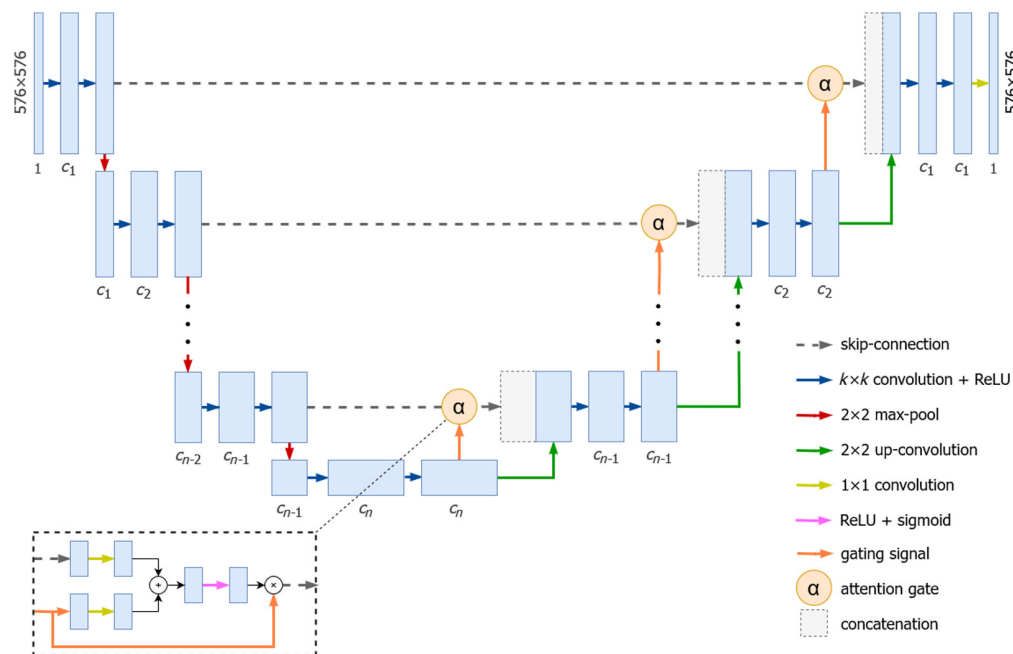 576×576
1
c1
α
c1
c1
1
576×576
c1
c2
α
c2
c2
cn-2
cn-1
α
cn-1
cn-1
cn-1
cn
cn
+
×
skip-connection
k×k convolution + ReLU
2×2 max-pool
2×2 up-convolution
1×1 convolution
ReLU + sigmoid
gating signal
α attention gate
concatenation